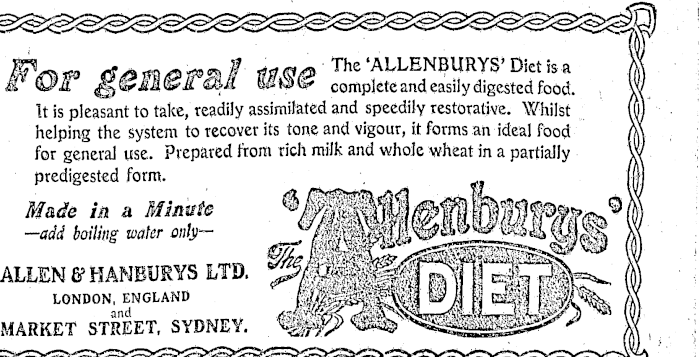 For general use The 'ALLENBURYS' Diet is a
complete and easily digested food.
It is pleasant to take, readily assimilated and speedily restorative. Whilst
helping the system to recover its tone and vigour, it forms an ideal food
for general use. Prepared from rich milk and whole wheat in a partially
predigested form.
Made in a Minute
—add boiling water only—
ALLEN & HANBURYS LTD.
LONDON, ENGLAND
and
MARKET STREET, SYDNEY.
The 'Allenburys'
DIET